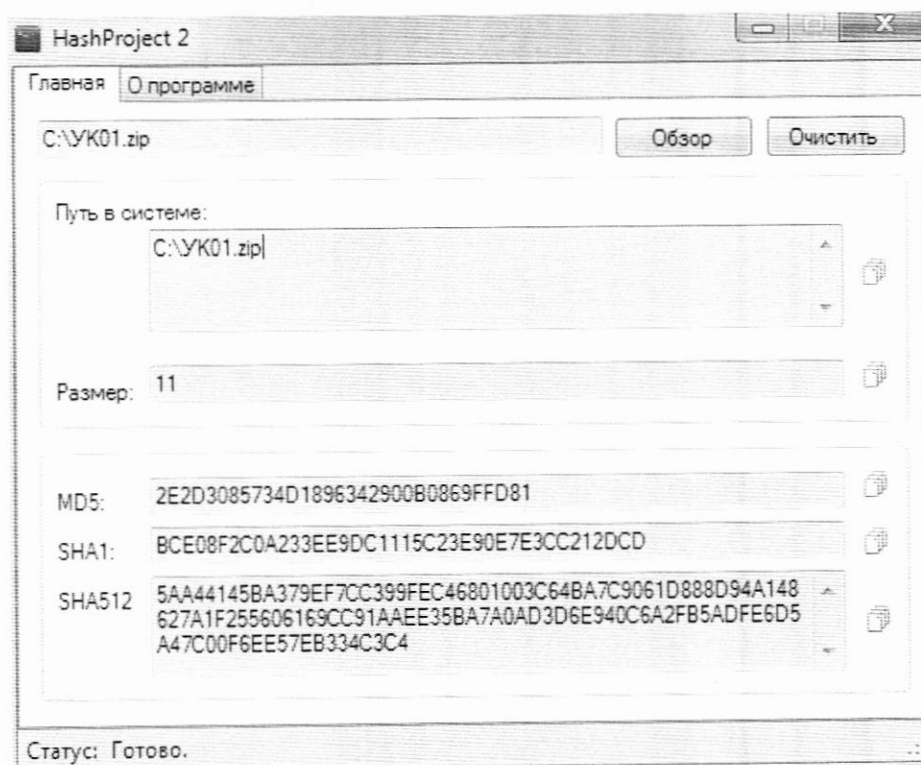 HashProject 2
Главная О программе
C:\УК01.zip Обзор Очистить
Путь в системе:
C:\УК01.zip
Размер: 11
MD5: 2E2D3085734D1896342900B0869FFD81
SHA1: BCE08F2C0A233EE9DC1115C23E90E7E3CC212DCD
SHA512 5AA44145BA379EF7CC399FEC46801003C64BA7C9061D888D94A148
627A1F255606169CC91AAEE35BA7A0AD3D6E940C6A2FB5ADFE6D5
A47C00F6EE57EB334C3C4
Статус: Готово.